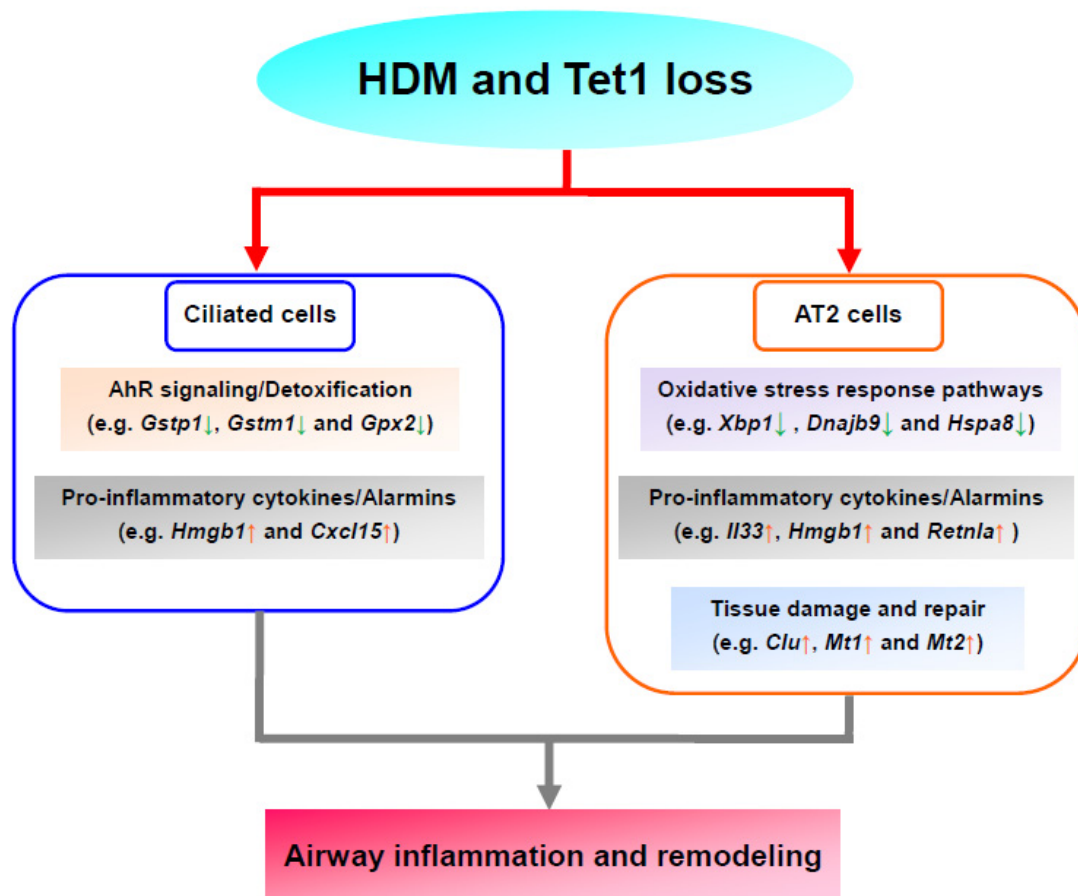 HDM and Tet1 loss
Ciliated cells
AhR signaling/Detoxification
(e.g. Gstp1↓, Gstm1↓ and Gpx2↓)
Pro-inflammatory cytokines/Alarmins
(e.g. Hmgb1↑ and Cxcl15↑)
AT2 cells
Oxidative stress response pathways
(e.g. Xbp1↓ , Dnajb9↓ and Hspa8↓)
Pro-inflammatory cytokines/Alarmins
(e.g. Il33↑, Hmgb1↑ and Retnla↑ )
Tissue damage and repair
(e.g. Clu↑, Mt1↑ and Mt2↑)
Airway inflammation and remodeling